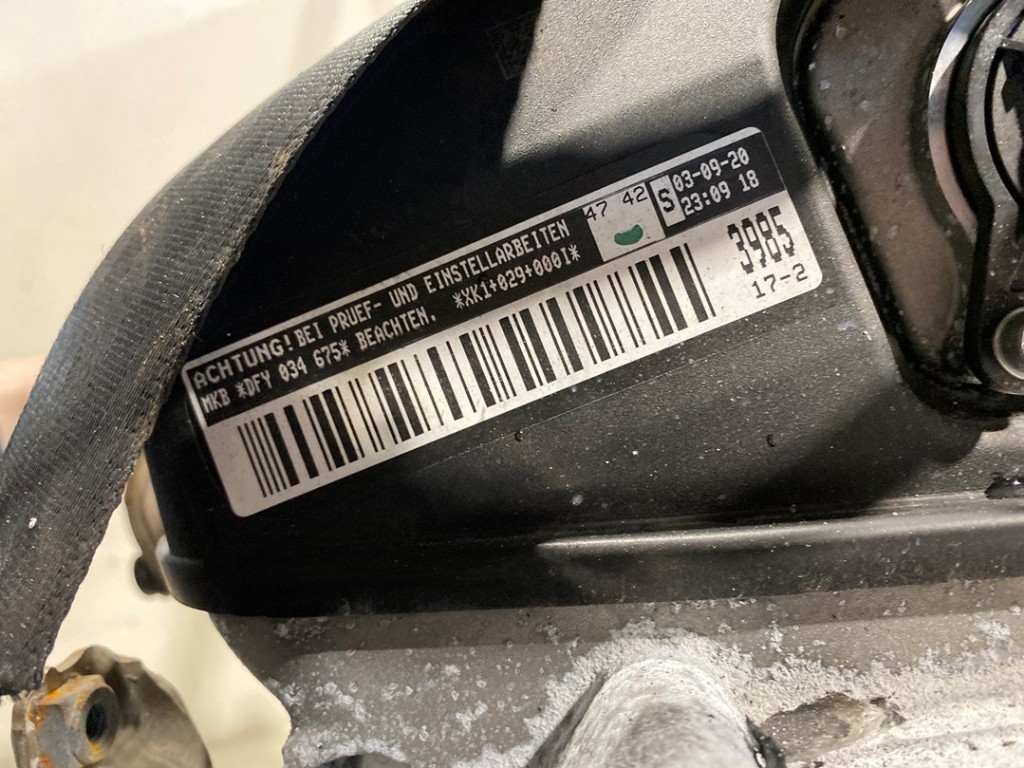 ACHTUNG! BEI PRUEF- UND EINSTELLARBEITEN
MKB *DFY 034 675* BEACHTEN. *XK1+029+000I*
47 42
S
03-09-20
23:09 18
3985
17-2